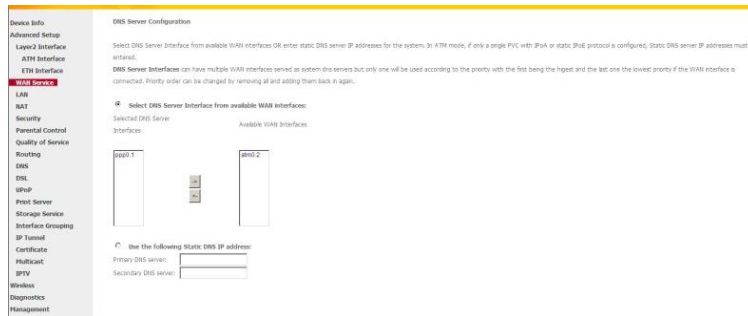 Device Info
Advanced Setup
Layer2 Interface
ATM Interface
ETH Interface
WAN Service
LAN
NAT
Security
Parental Control
Quality of Service
Routing
DNS
DSL
UPnP
Print Server
Storage Service
Interface Grouping
IP Tunnel
Certificate
Multicast
IPTV
Wireless
Diagnostics
Management
DNS Server Configuration
Select DNS Server Interface from available WAN interfaces OR enter static DNS server IP addresses for the system. In ATM mode, if only a single PVC with IPoA or static IPoE protocol is configured, Static DNS server IP addresses must
entered.
DNS Server Interfaces can have multiple WAN interfaces served as system dns servers but only one will be used according to the priority with the first being the higest and the last one the lowest priority if the WAN interface is
connected. Priority order can be changed by removing all and adding them back in again.
Select DNS Server Interface from available WAN interfaces:
Selected DNS Server
Interfaces
Available WAN Interfaces
ppp0.1
atm0.2
->
<-
Use the following Static DNS IP address:
Primary DNS server:
Secondary DNS server: